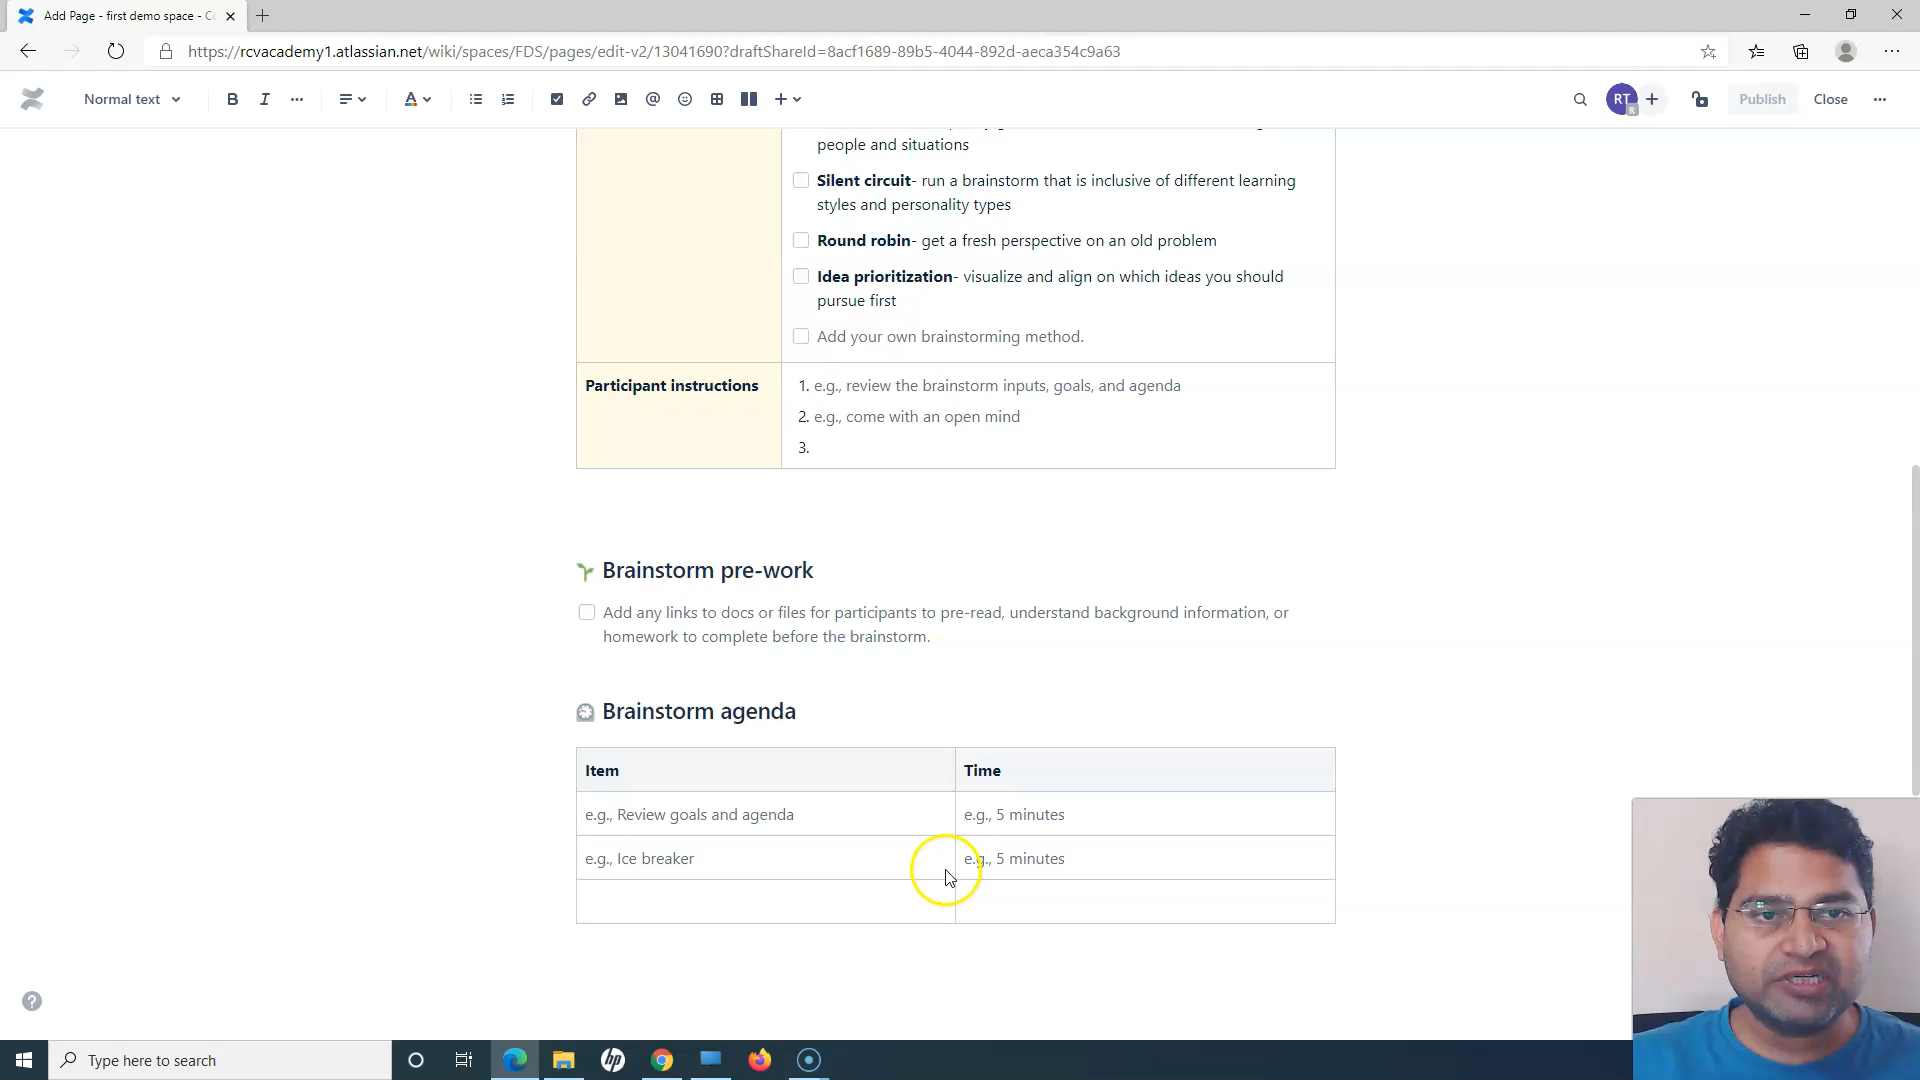 Add Page - first demo space - Co
https://rcvacademy1.atlassian.net/wiki/spaces/FDS/pages/edit-v2/13041690?draftShareId=8acf1689-89b5-4044-892d-aeca354c9a63
Normal text
B I ··· A
RT
R
Publish
Close
people and situations
Silent circuit- run a brainstorm that is inclusive of different learning
styles and personality types
Round robin- get a fresh perspective on an old problem
Idea prioritization- visualize and align on which ideas you should
pursue first
Add your own brainstorming method.
Participant instructions
1. e.g., review the brainstorm inputs, goals, and agenda
2. e.g., come with an open mind
3.
Brainstorm pre-work
Add any links to docs or files for participants to pre-read, understand background information, or
homework to complete before the brainstorm.
Brainstorm agenda
Item Time
e.g., Review goals and agenda e.g., 5 minutes
e.g., Ice breaker e.g., 5 minutes
?
Type here to search
hp